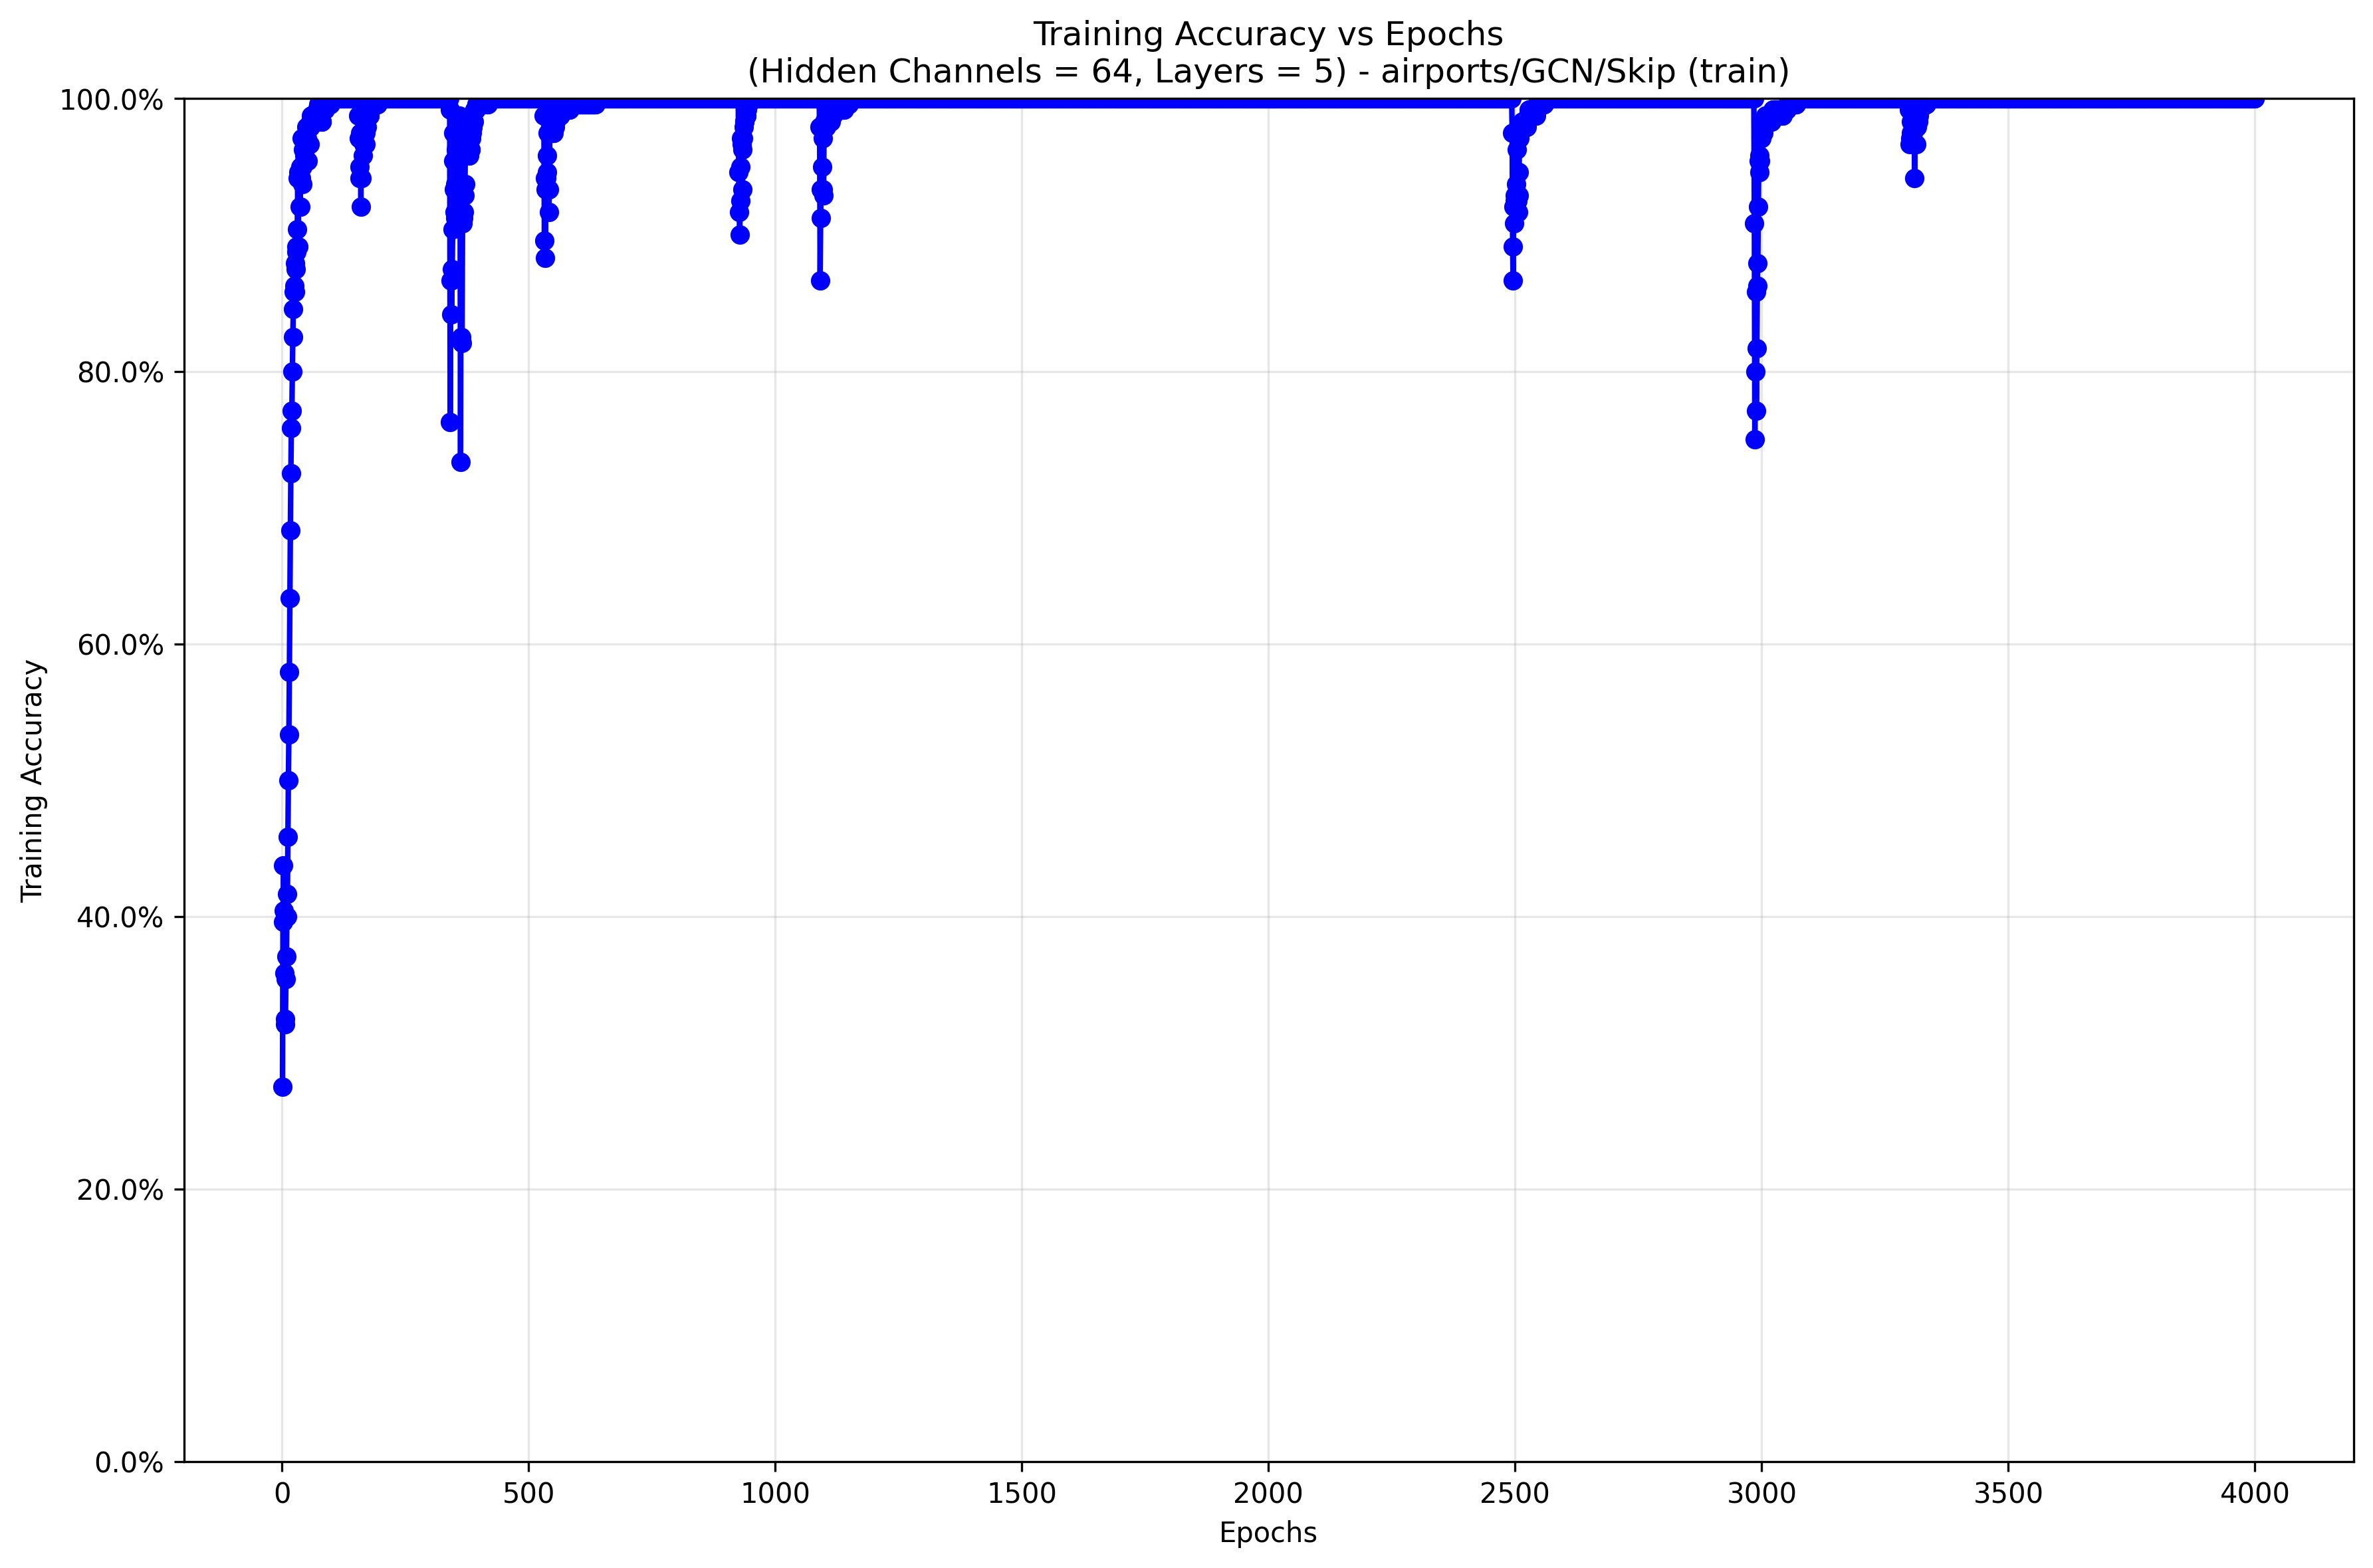 Training Accuracy vs Epochs
(Hidden Channels = 64, Layers = 5) - airports/GCN/Skip (train)
100.0%
80.0%
60.0%
40.0%
20.0%
0.0%
Training Accuracy
0 500 1000 1500 2000 2500 3000 3500 4000
Epochs